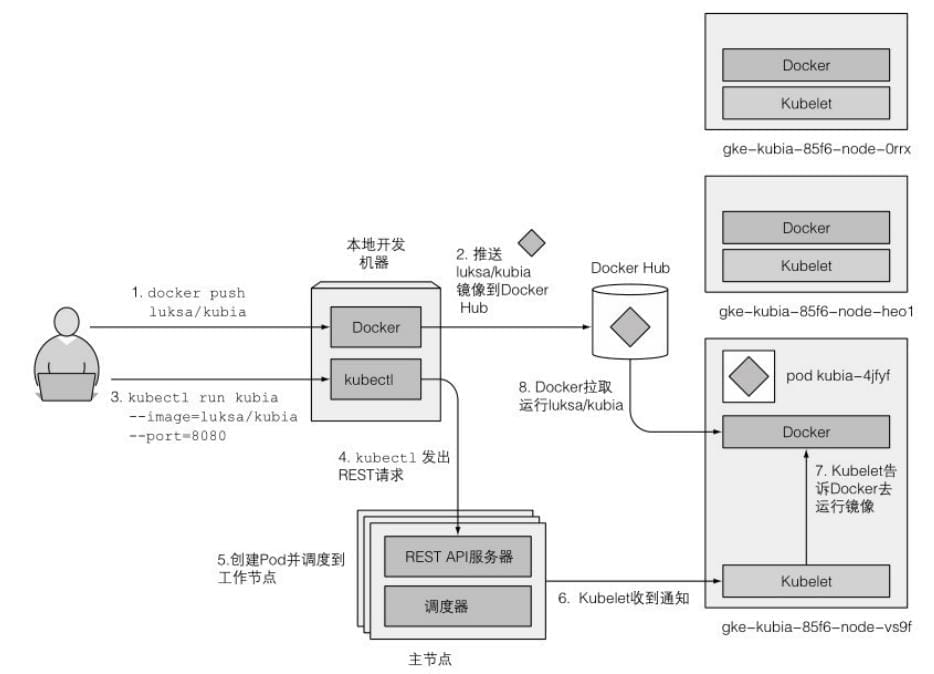 Docker
Kubelet
gke-kubia-85f6-node-0rrx
Docker
Kubelet
gke-kubia-85f6-node-heo1
本地开发
机器
1. docker push
luksa/kubia
Docker
kubectl
2. 推送
luksa/kubia
镜像到Docker
Hub
Docker Hub
3. kubectl run kubia
--image=luksa/kubia
--port=8080
4. kubectl 发出
REST请求
5.创建Pod并调度到
工作节点
REST API服务器
调度器
主节点
6. Kubelet收到通知
8. Docker拉取
运行luksa/kubia
pod kubia-4jfyf
Docker
7. Kubelet告
诉Docker去
运行镜像
Kubelet
gke-kubia-85f6-node-vs9f